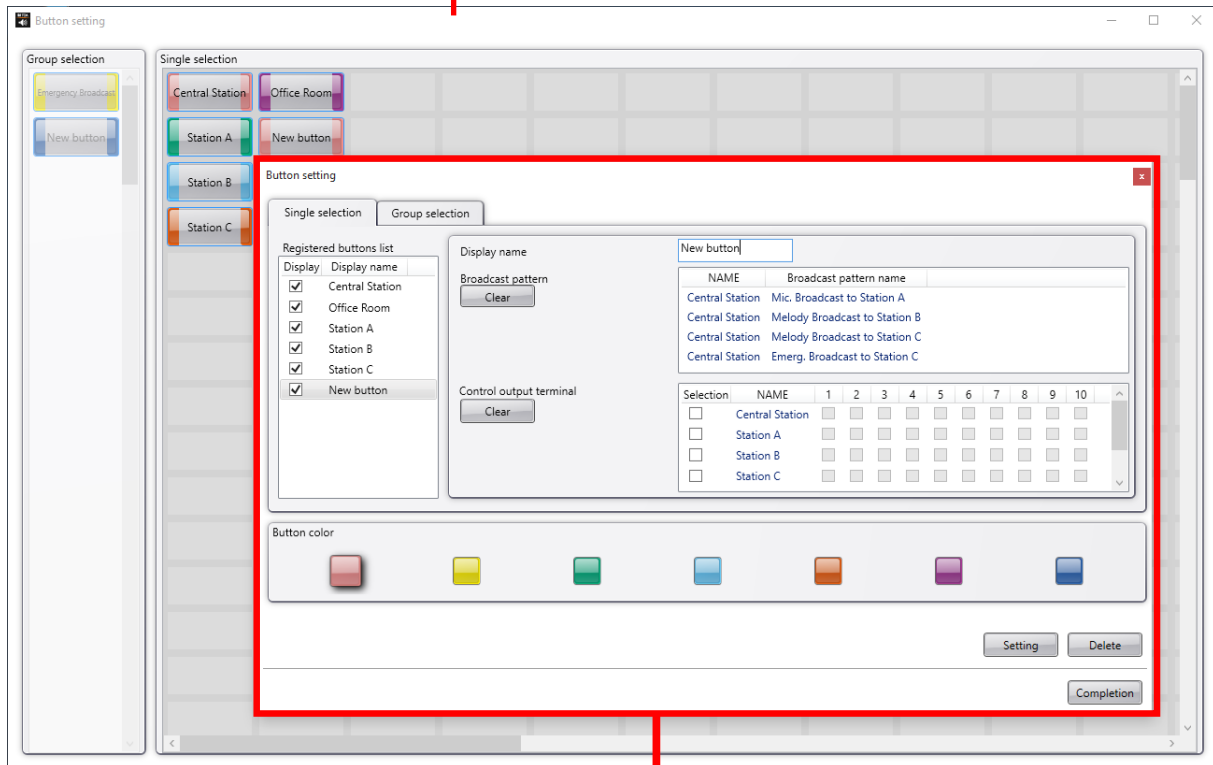 Button setting
Group selection
Emergency Broadcast
New button
Single selection
Central Station Office Room
Station A New button
Station B
Station C
Button setting
x
Single selection Group selection
Registered buttons list
Display Display name
Central Station
Office Room
Station A
Station B
Station C
New button
Display name New button
Broadcast pattern
Clear
NAME Broadcast pattern name
Central Station Mic. Broadcast to Station A
Central Station Melody Broadcast to Station B
Central Station Melody Broadcast to Station C
Central Station Emerg. Broadcast to Station C
Control output terminal
Clear
Selection NAME 1 2 3 4 5 6 7 8 9 10
Central Station
Station A
Station B
Station C
Button color
Setting Delete
Completion